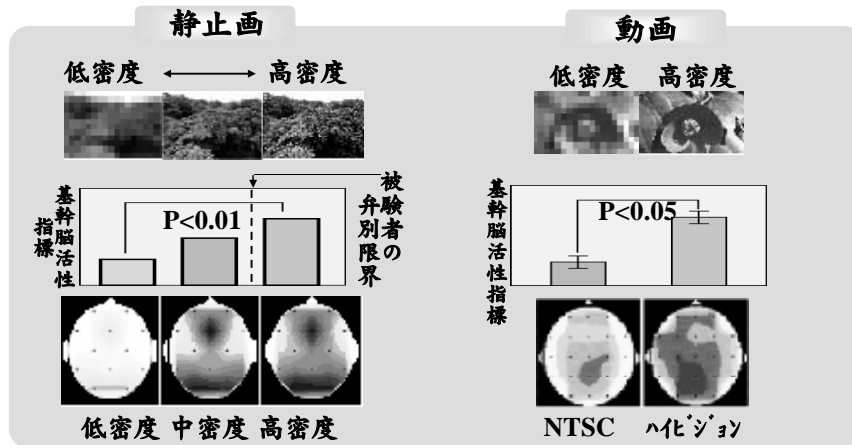 静止画
低密度
高密度
基幹脳活性
指標
P<0.01
被験者の
弁別限界
低密度 中密度 高密度
動画
低密度 高密度
基幹脳活性指標
P<0.05
NTSC ﾊｲﾋﾞｼﾞｮﾝ